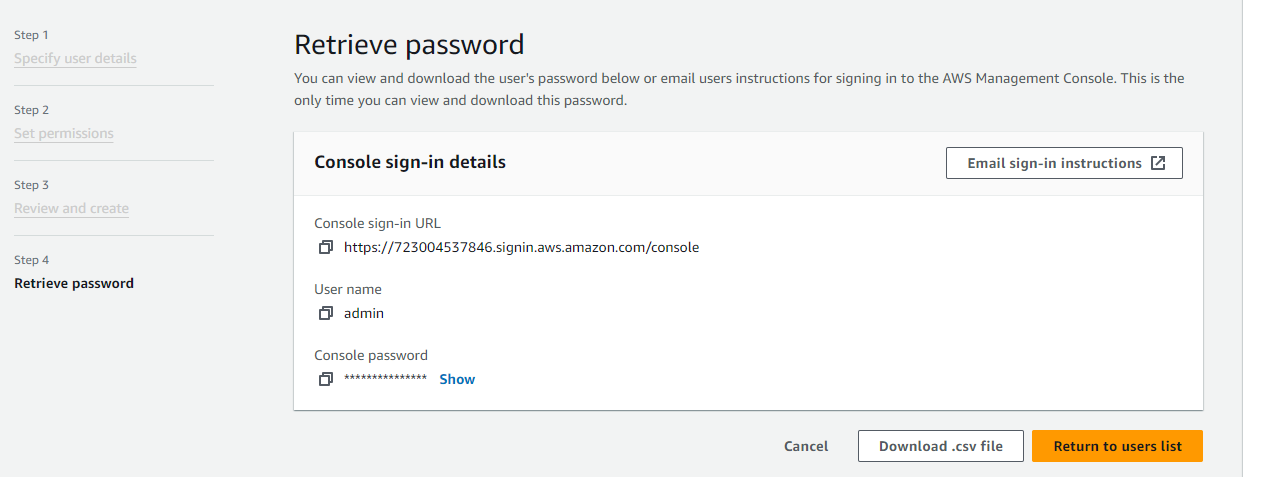 Step 1
Specify user details
Step 2
Set permissions
Step 3
Review and create
Step 4
Retrieve password
Retrieve password
You can view and download the user's password below or email users instructions for signing in to the AWS Management Console. This is the
only time you can view and download this password.
Console sign-in details
Email sign-in instructions
Console sign-in URL
https://723004537846.signin.aws.amazon.com/console
User name
admin
Console password
*************** Show
Cancel
Download .csv file
Return to users list